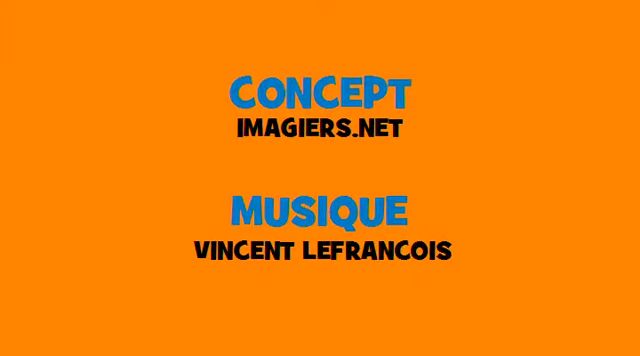 CONCEPT
IMAGIERS.NET
MUSIQUE
VINCENT LEFRANCOIS